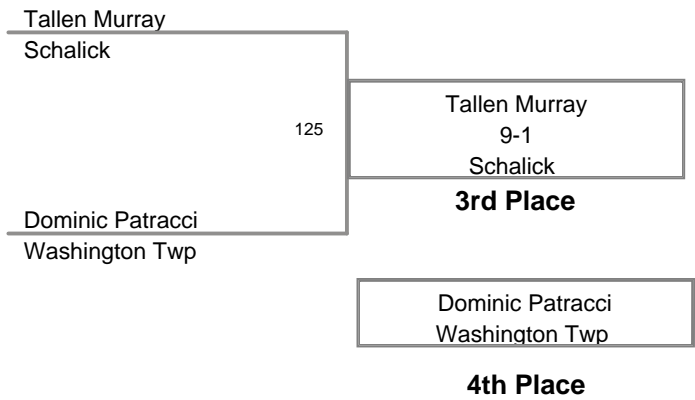 Tallen Murray
Schalick
125
Tallen Murray
9-1
Schalick
3rd Place
Dominic Patracci
Washington Twp
Dominic Patracci
Washington Twp
4th Place